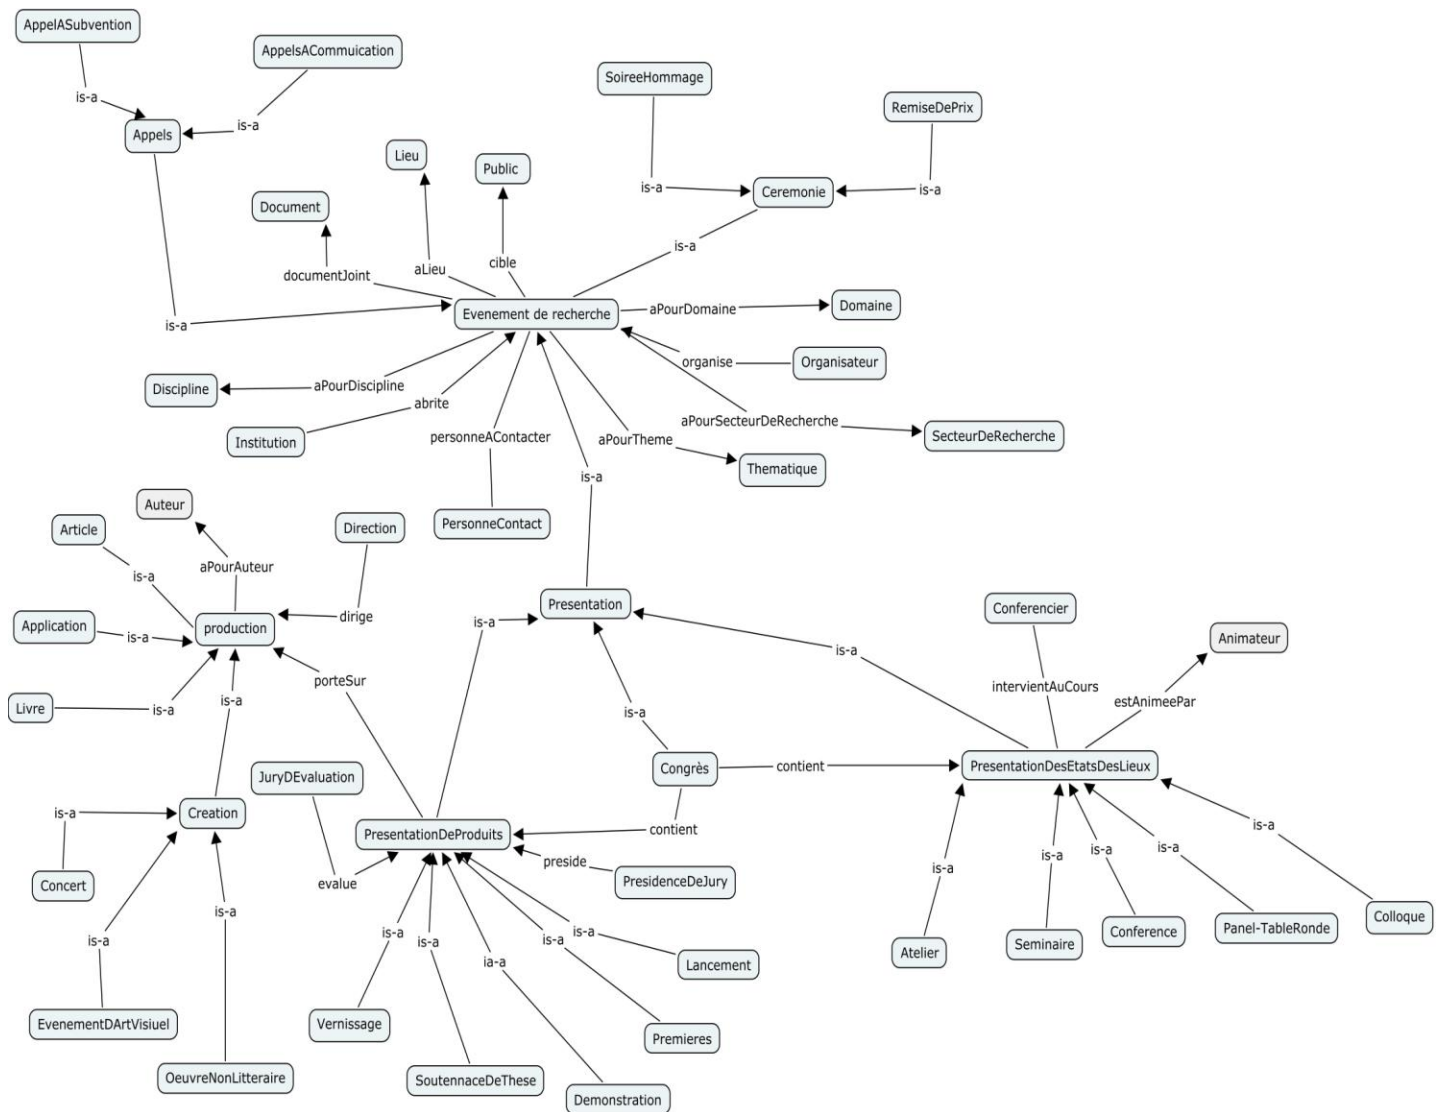 AppelASubvention
AppelsACommuication
SoireeHommage
is-a
RemiseDePrix
is-a
Appels
Lieu
Public
is-a
Ceremonie
is-a
Document
is-a
cible
aLieu
documentJoint
Evenement de recherche
aPourDomaine
Domaine
is-a
organise
Organisateur
Discipline
aPourDiscipline
abrite
aPourSecteurDeRecherche
Institution
personneAContacter
aPourTheme
SecteurDeRecherche
Thematique
is-a
Auteur
Article
Direction
PersonneContact
aPourAuteur
is-a
Presentation
Conferencier
Application
is-a
production
dirige
is-a
Animateur
is-a
porteSur
intervientAuCours
estAnimeePar
Livre
is-a
is-a
is-a
JuryDEvaluation
Congrès
contient
PresentationDesEtatsDesLieux
is-a
Creation
PresentationDeProduits
contient
is-a
preside
is-a
is-a
is-a
is-a
Concert
evalue
PresidenceDeJury
is-a
Colloque
is-a
is-a
is-a
is-a
is-a
Atelier
Seminaire
Conference
Panel-TableRonde
ia-a
Lancement
EvenementDArtVisiuel
Vernissage
Premieres
OeuvreNonLitteraire
SoutennaceDeThese
Demonstration